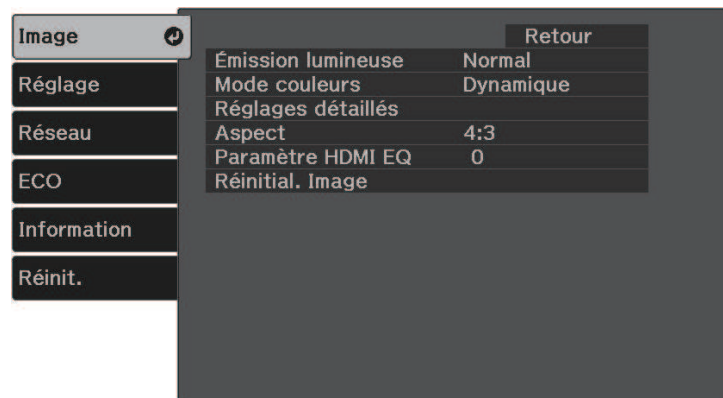 Image
Réglage
Réseau
ECO
Information
Réinit.
Retour
Émission lumineuse Normal
Mode couleurs Dynamique
Réglages détaillés
Aspect 4:3
Paramètre HDMI EQ 0
Réinitial. Image